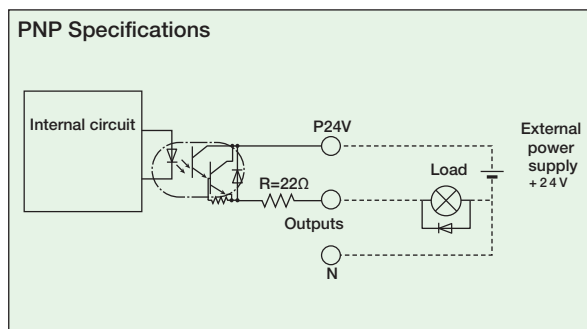 PNP Specifications
Internal circuit
P24V
External
power
supply
+24V
Load
R=22Ω
Outputs
N